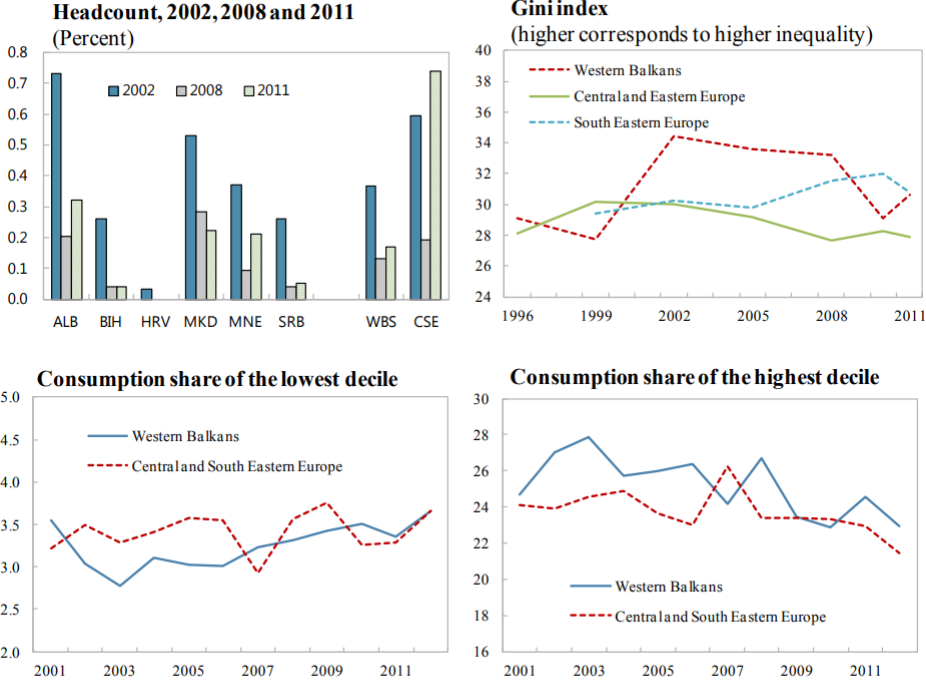 Headcount, 2002, 2008 and 2011
(Percent)
0.8
0.7
0.6
0.5
0.4
0.3
0.2
0.1
0.0
2002 2008 2011
ALB BIH HRV MKD MNE SRB WBS CSE
Gini index
(higher corresponds to higher inequality)
40
38
36
34
32
30
28
26
24
Western Balkans
Central and Eastern Europe
South Eastern Europe
1996 1999 2002 2005 2008 2011
Consumption share of the lowest decile
5.0
4.5
4.0
3.5
3.0
2.5
2.0
Western Balkans
Central and South Eastern Europe
2001 2003 2005 2007 2009 2011
Consumption share of the highest decile
30
28
26
24
22
20
18
16
Western Balkans
Central and South Eastern Europe
2001 2003 2005 2007 2009 2011